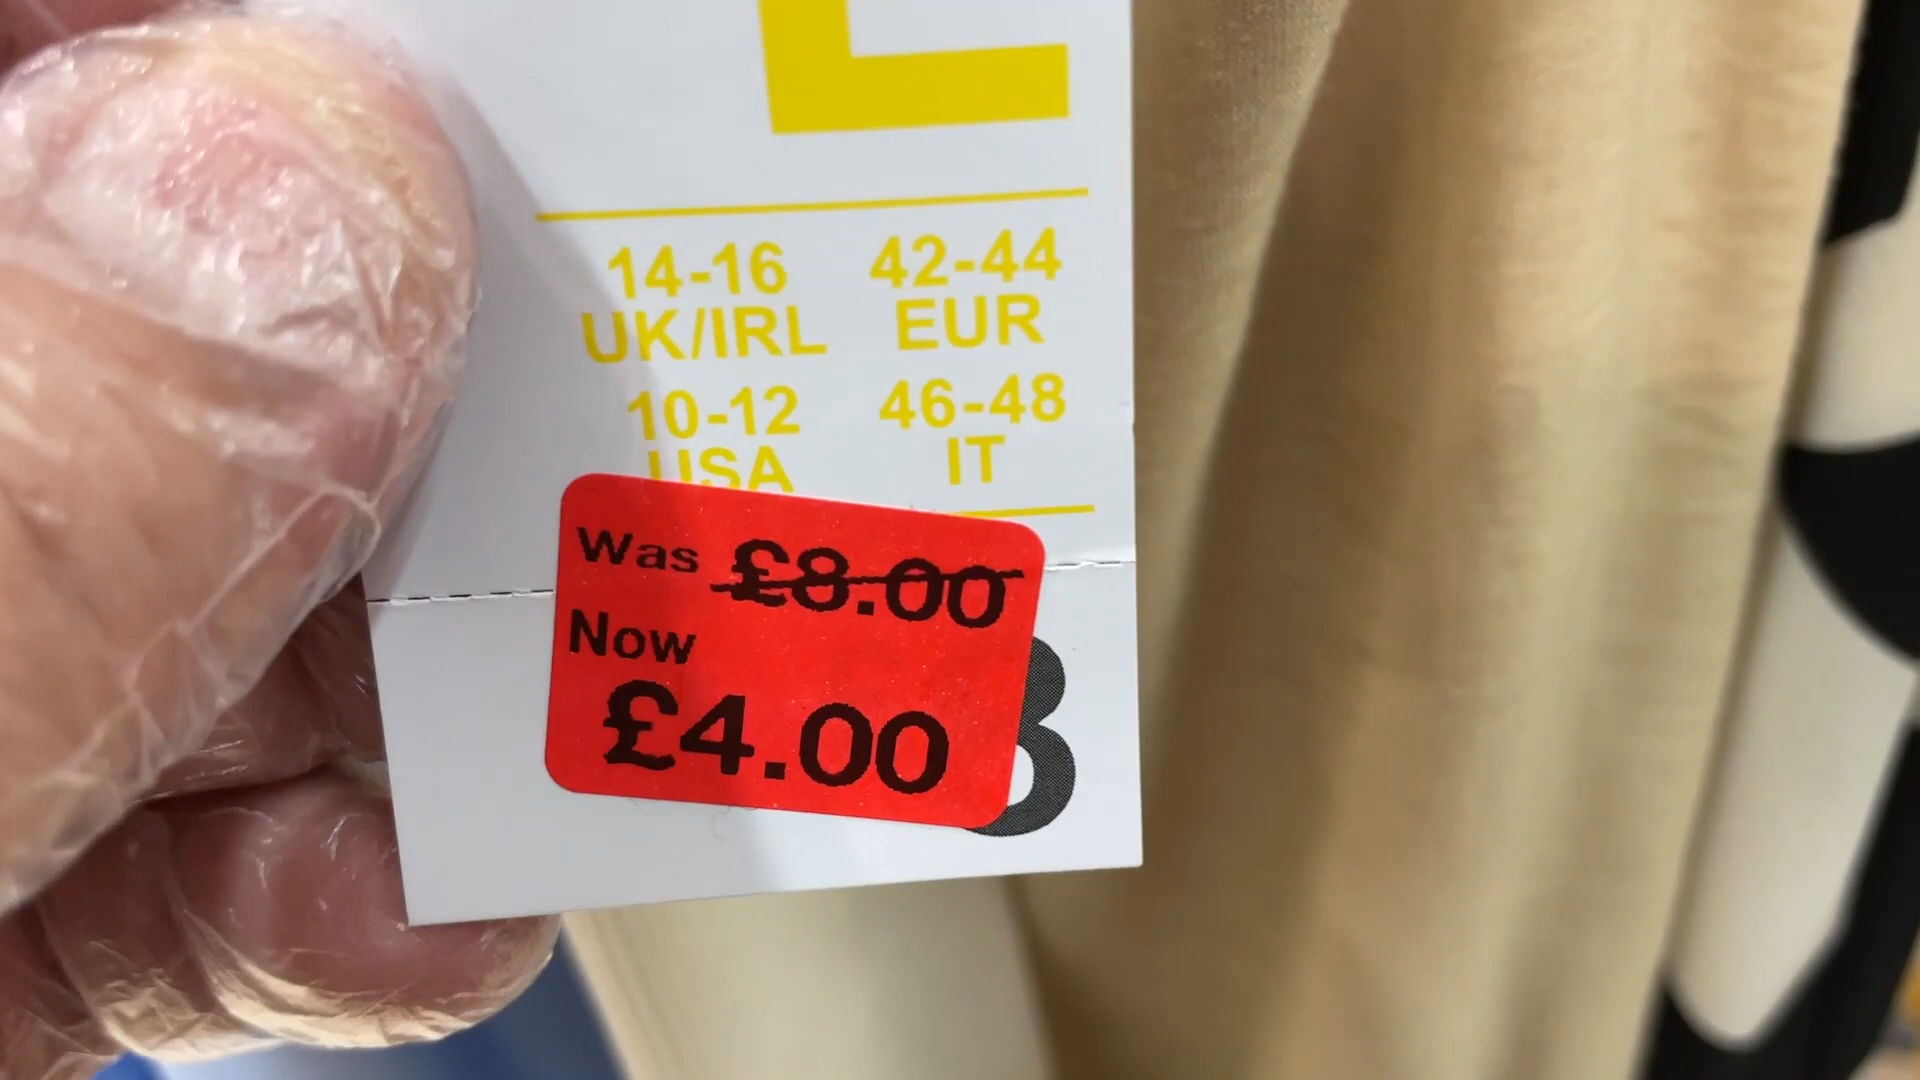 L
14-16 42-44
UK/IRL EUR
10-12 46-48
USA IT
Was £8.00
Now
£4.00
8